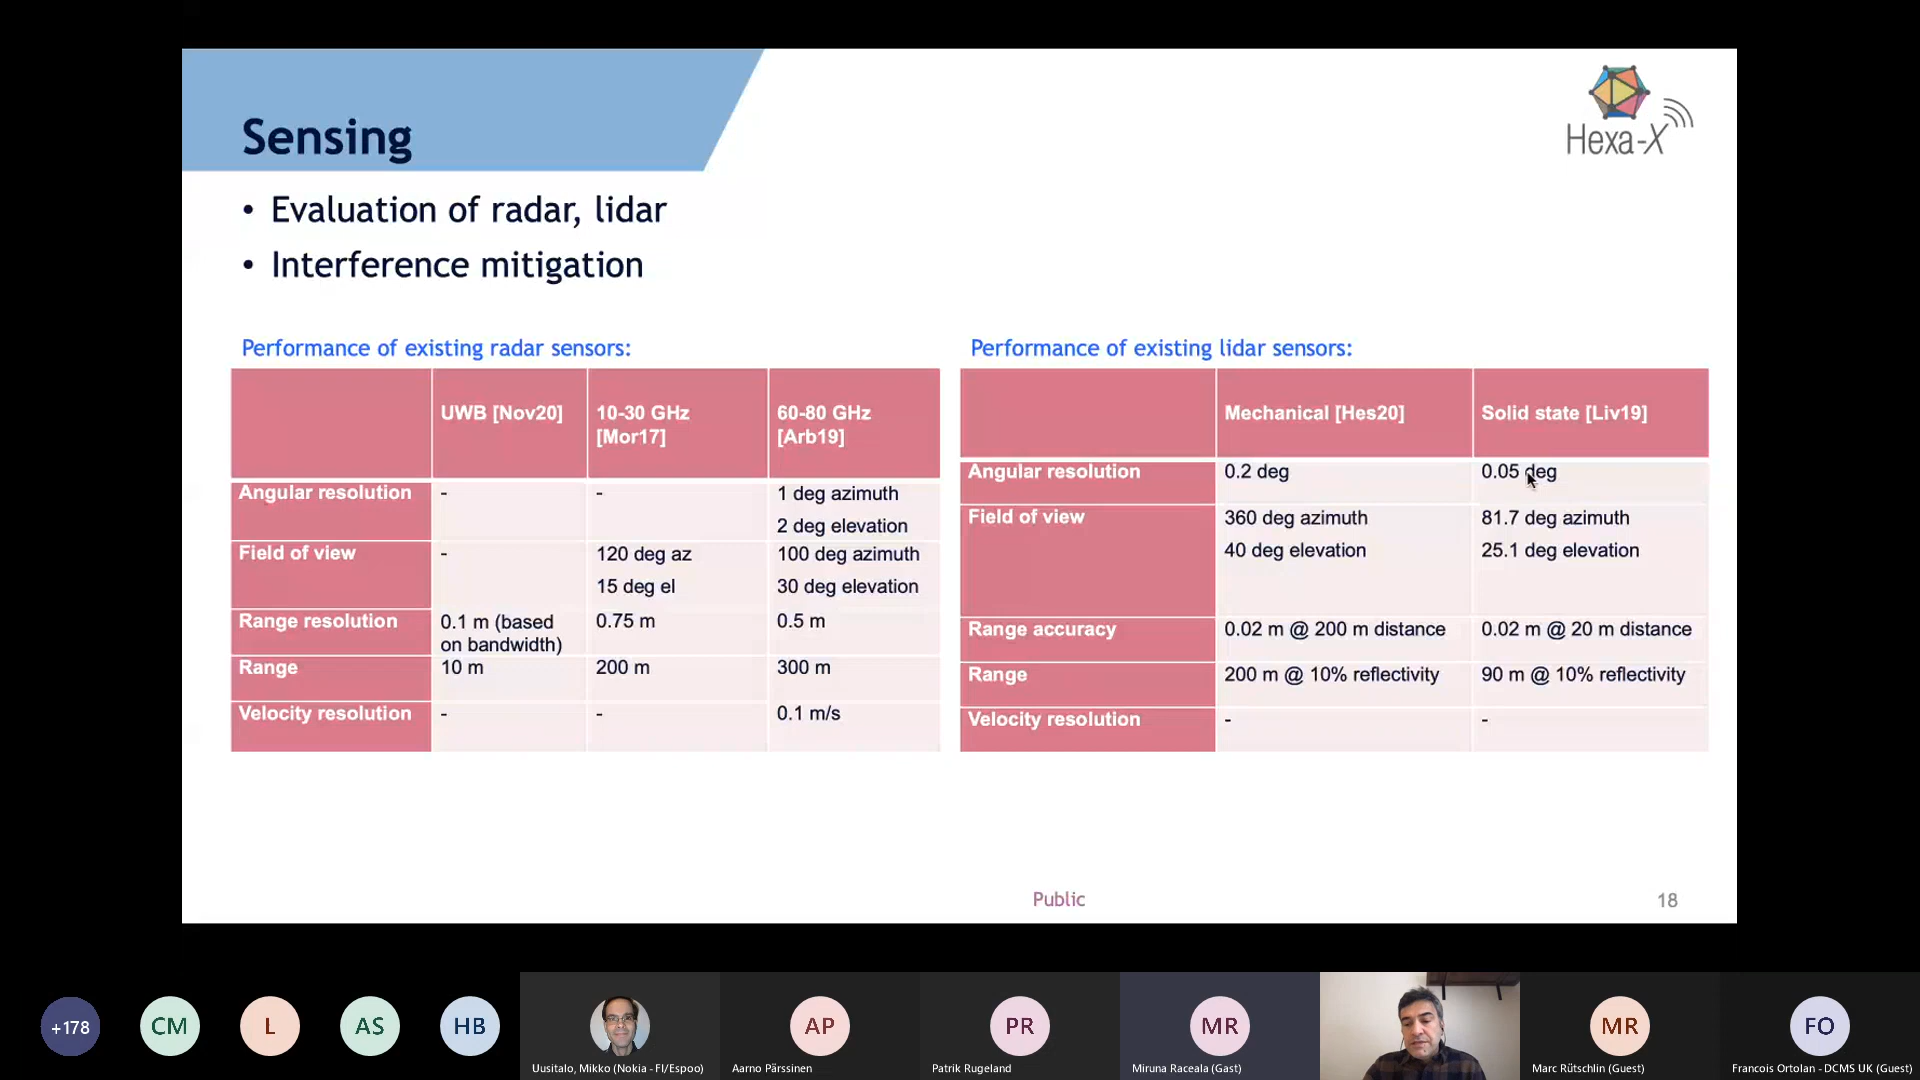 Sensing
Hexa-X
• Evaluation of radar, lidar
• Interference mitigation
Performance of existing radar sensors:
UWB [Nov20]
10-30 GHz
[Mor17]
60-80 GHz
[Arb19]
Angular resolution
-
-
1 deg azimuth
2 deg elevation
Field of view
-
120 deg az
15 deg el
100 deg azimuth
30 deg elevation
Range resolution
0.1 m (based
on bandwidth)
0.75 m
0.5 m
Range
10 m
200 m
300 m
Velocity resolution
-
-
0.1 m/s
Performance of existing lidar sensors:
Mechanical [Hes20]
Solid state [Liv19]
Angular resolution
0.2 deg
0.05 deg
Field of view
360 deg azimuth
40 deg elevation
81.7 deg azimuth
25.1 deg elevation
Range accuracy
0.02 m @ 200 m distance
0.02 m @ 20 m distance
Range
200 m @ 10% reflectivity
90 m @ 10% reflectivity
Velocity resolution
-
-
Public
18
+178
CM
L
AS
HB
Uusitalo, Mikko (Nokia - FI/Espoo)
AP
Aarno Pärssinen
PR
Patrik Rugeland
MR
Miruna Raceala (Gast)
MR
Marc Rütschlin (Guest)
FO
Francois Ortolan - DCMS UK (Guest)